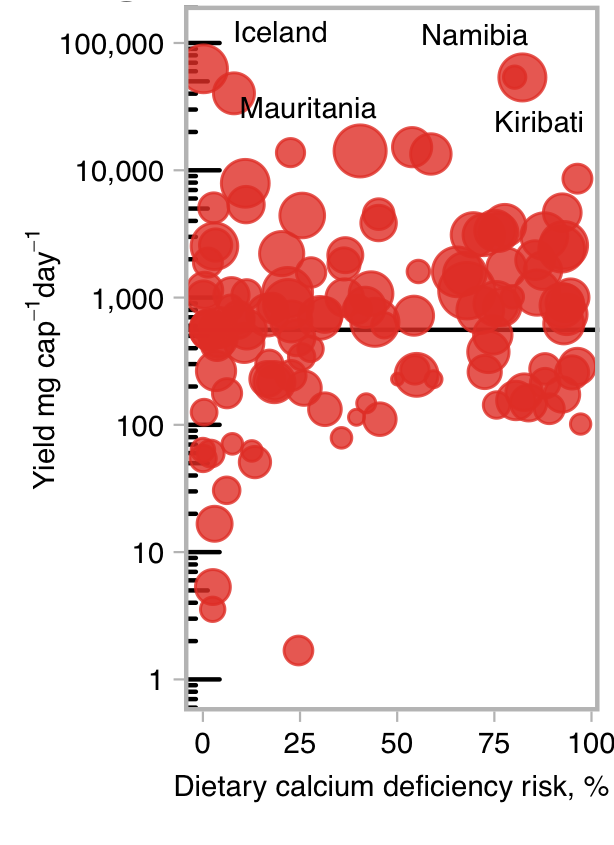 Iceland
Namibia
Mauritania
Kiribati
100,000
10,000
1,000
100
10
1
Yield mg cap⁻¹day⁻¹
0 25 50 75 100
Dietary calcium deficiency risk, %